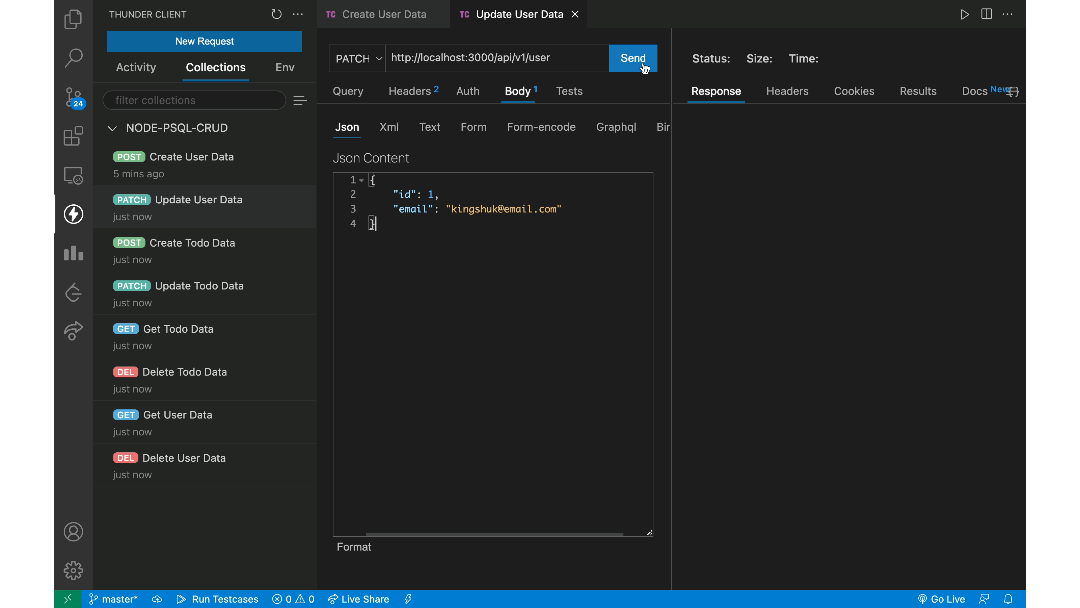 THUNDER CLIENT
New Request
Activity Collections Env
filter collections
NODE-PSQL-CRUD
POST Create User Data
5 mins ago
PATCH Update User Data
just now
POST Create Todo Data
just now
PATCH Update Todo Data
just now
GET Get Todo Data
just now
DEL Delete Todo Data
just now
GET Get User Data
just now
DEL Delete User Data
just now
24
TC Create User Data TC Update User Data
PATCH http://localhost:3000/api/v1/user Send
Query Headers 2 Auth Body 1 Tests
Json Xml Text Form Form-encode Graphql Bin
Json Content
1 {
2 "id": 1,
3 "email": "kingshuk@email.com"
4 }
Format
Status: Size: Time:
Response Headers Cookies Results Docs New {}
master* Run Testcases 0 0 Live Share Go Live